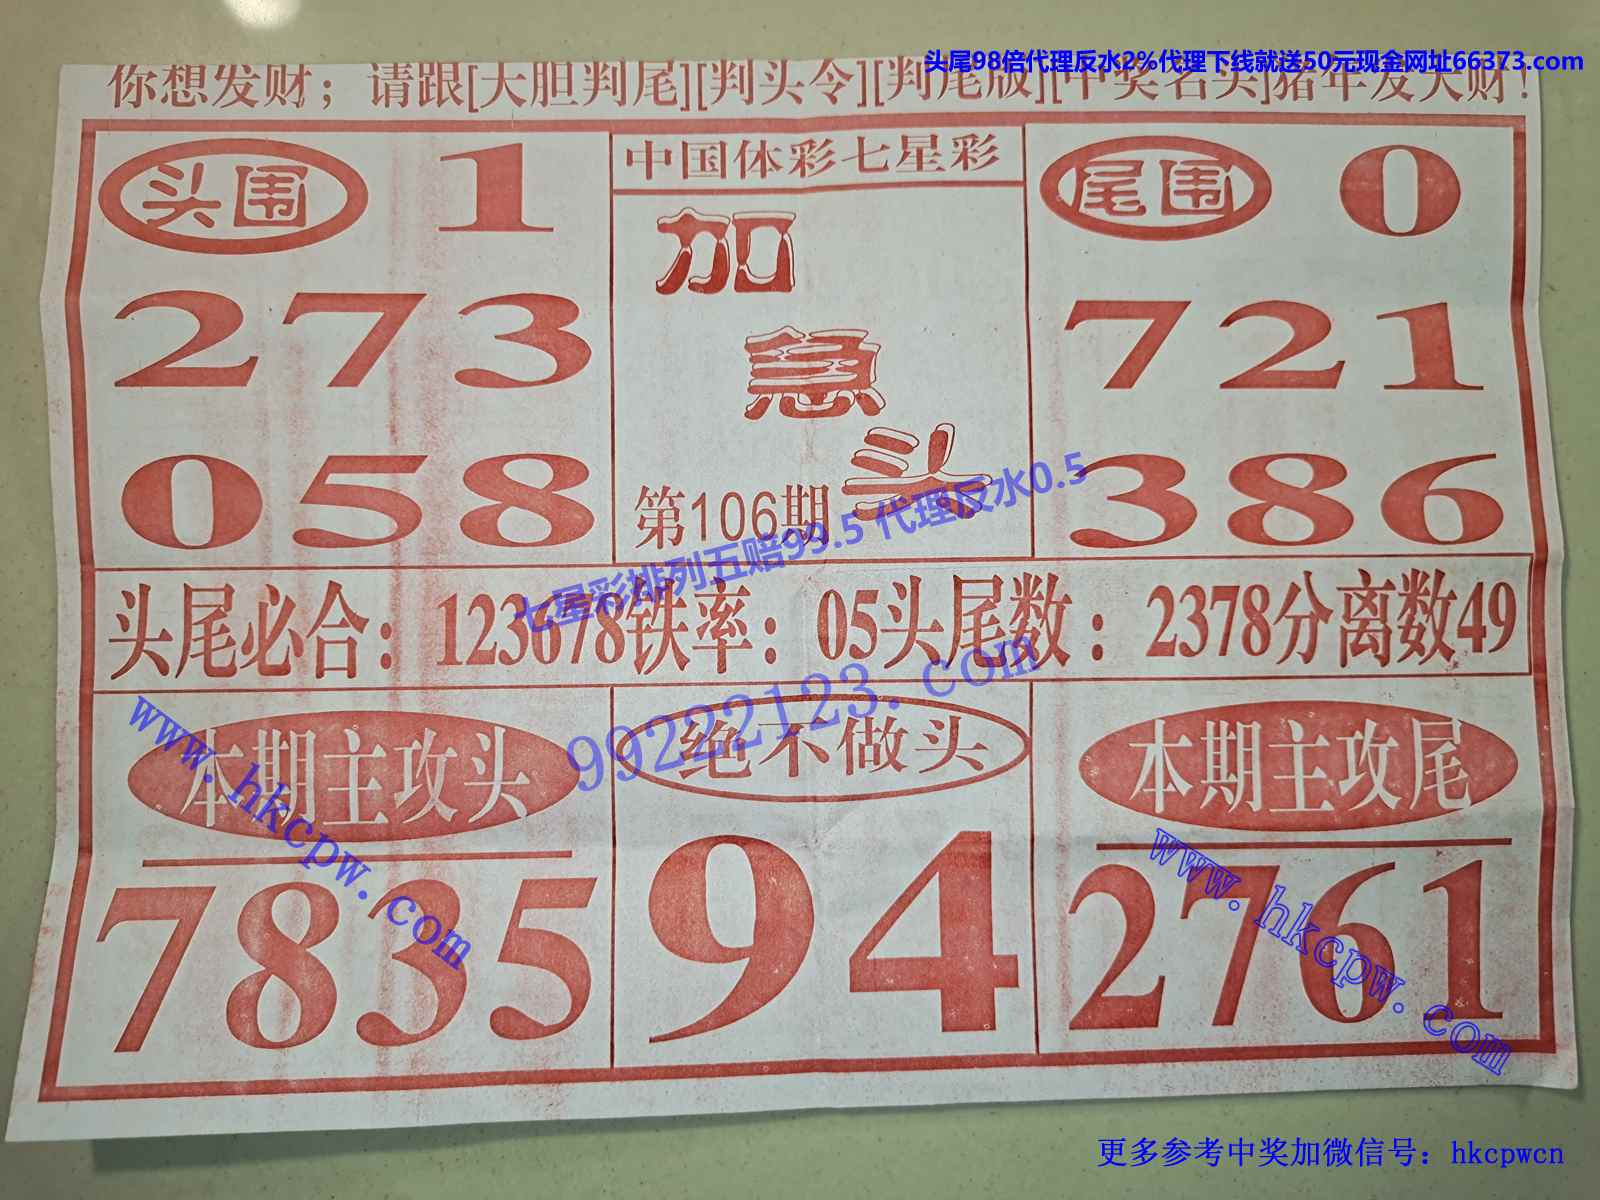 头尾98倍代理反水2%代理下线就送50元现金网址66373.com
你想发财；请跟[大胆判尾][判头令][判尾版][中奖名头]猪年发大财！
头围 1
273
058
中国体彩七星彩
加
急
头
第106期
尾围 0
721
386
七星彩排列五赔99.5 代理反水0.5
头尾必合：123678铁率：05头尾数：2378分离数49
99222123.com
本期主攻头
7835
绝不做头
94
本期主攻尾
2761
www.hkcpw.com
www.hkcpw.com
更多参考中奖加微信号：hkcpwcn